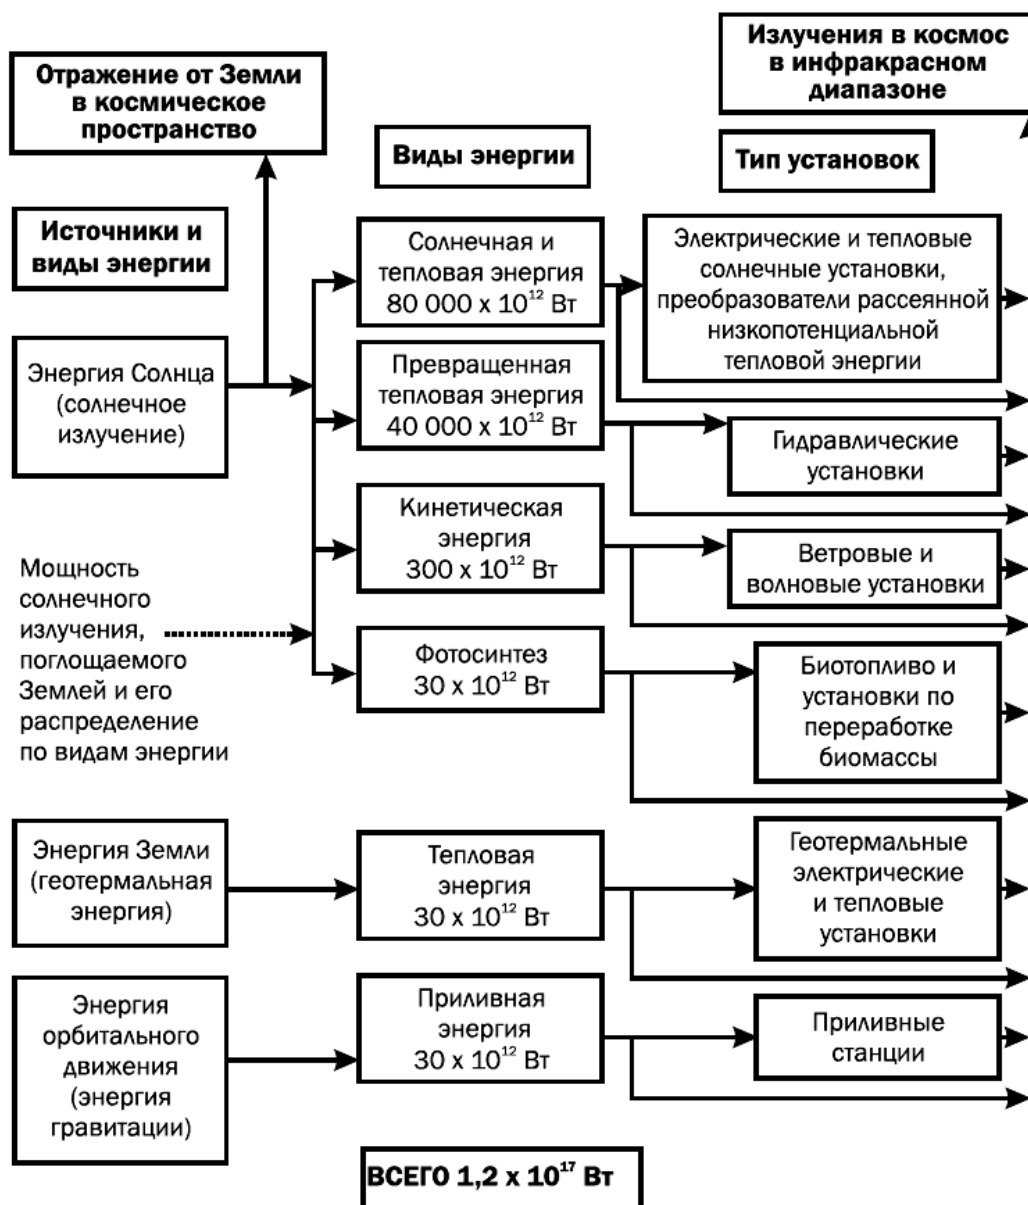 Излучения в космос
в инфракрасном
диапазоне
Отражение от Земли
в космическое
пространство
Виды энергии
Тип установок
Источники и
виды энергии
Энергия Солнца
(солнечное
излучение)
Солнечная и
тепловая энергия
80 000 х 10¹² Вт
Электрические и тепловые
солнечные установки,
преобразователи рассеянной
низкопотенциальной
тепловой энергии
Превращенная
тепловая энергия
40 000 х 10¹² Вт
Гидравлические
установки
Кинетическая
энергия
300 х 10¹² Вт
Ветровые и
волновые установки
Мощность
солнечного
излучения,
поглощаемого
Землей и его
распределение
по видам энергии
Фотосинтез
30 х 10¹² Вт
Биотопливо и
установки по
переработке
биомассы
Энергия Земли
(геотермальная
энергия)
Тепловая
энергия
30 х 10¹² Вт
Геотермальные
электрические
и тепловые
установки
Энергия
орбитального
движения
(энергия
гравитации)
Приливная
энергия
30 х 10¹² Вт
Приливные
станции
ВСЕГО 1,2 х 10¹⁷ Вт